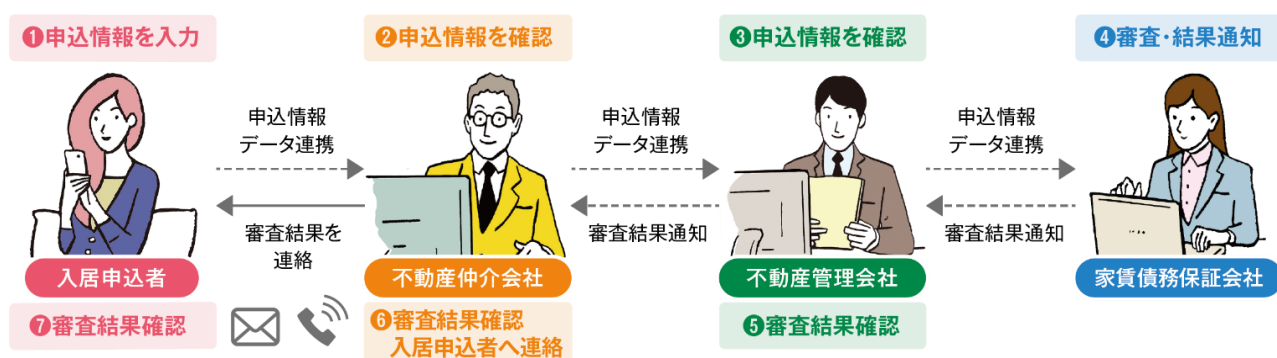 ❶申込情報を入力
❷申込情報を確認
❸申込情報を確認
❹審査・結果通知
申込情報
データ連携
申込情報
データ連携
申込情報
データ連携
審査結果を
連絡
審査結果通知
審査結果通知
入居申込者
不動産仲介会社
不動産管理会社
家賃債務保証会社
❼審査結果確認
❻審査結果確認
入居申込者へ連絡
❺審査結果確認